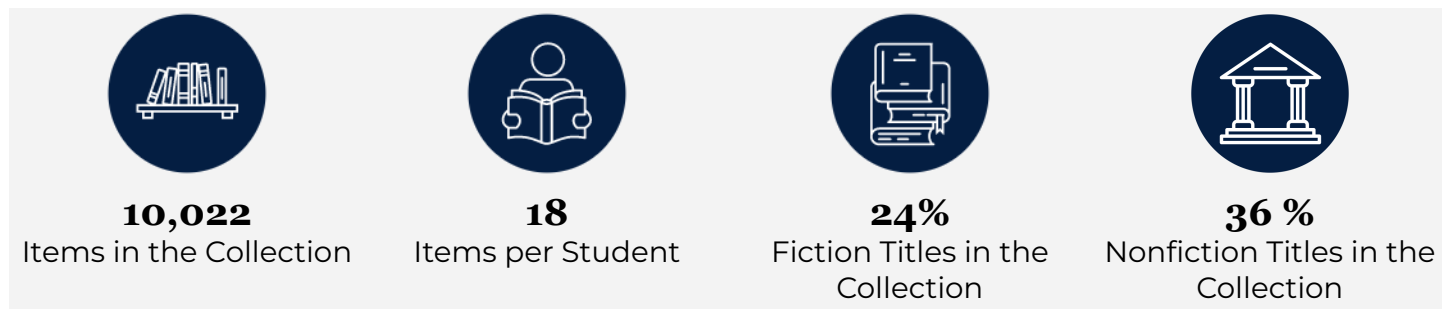 10,022
Items in the Collection
18
Items per Student
24%
Fiction Titles in the
Collection
36 %
Nonfiction Titles in the
Collection